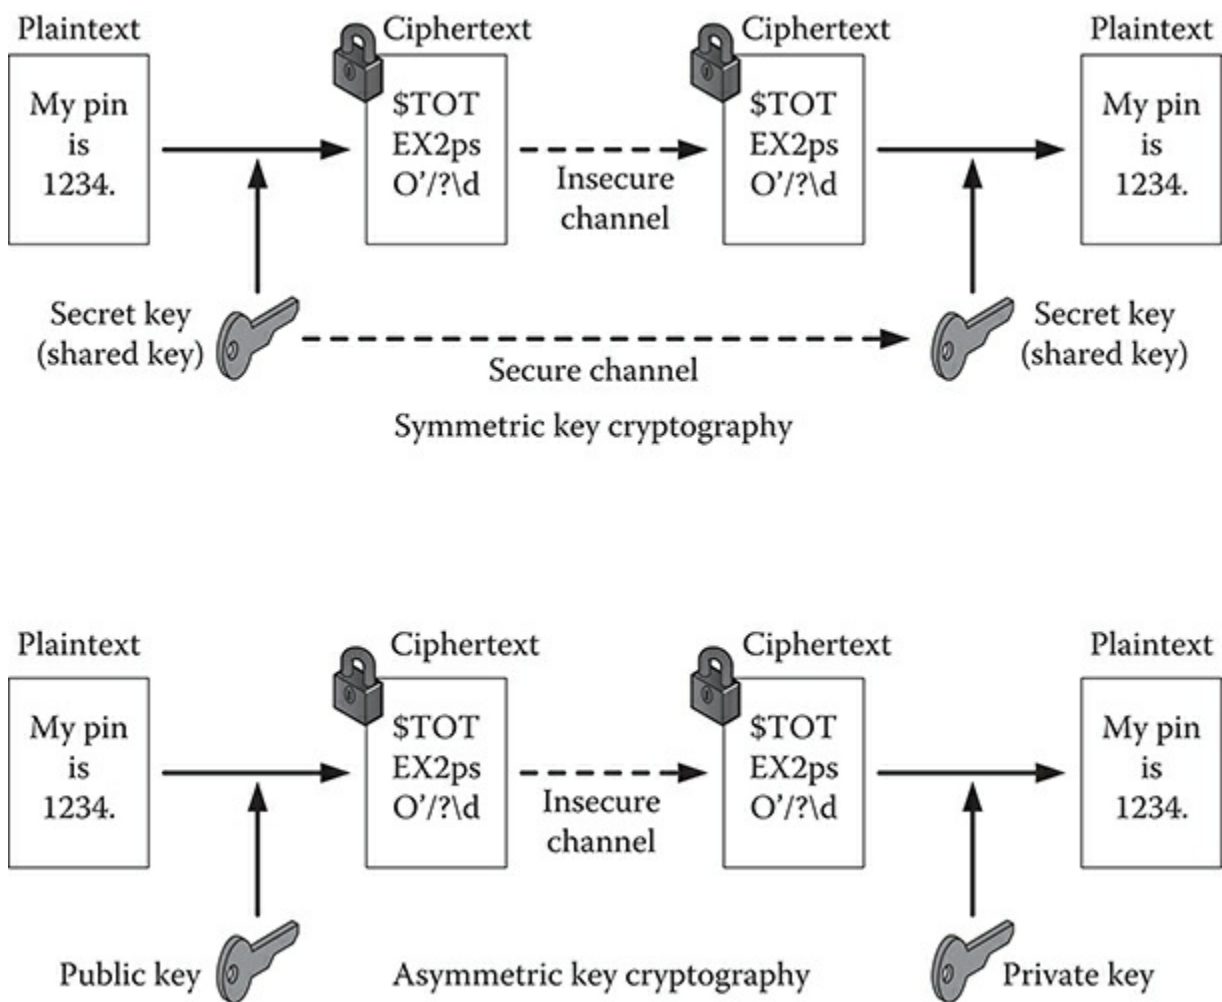 Plaintext
Ciphertext
Ciphertext
Plaintext
My pin
is
1234.
$TOT
EX2ps
O'/?\d
Insecure
channel
$TOT
EX2ps
O'/?\d
My pin
is
1234.
Secret key
(shared key)
Secure channel
Secret key
(shared key)
Symmetric key cryptography
Plaintext
Ciphertext
Ciphertext
Plaintext
My pin
is
1234.
$TOT
EX2ps
O'/?\d
Insecure
channel
$TOT
EX2ps
O'/?\d
My pin
is
1234.
Public key
Asymmetric key cryptography
Private key